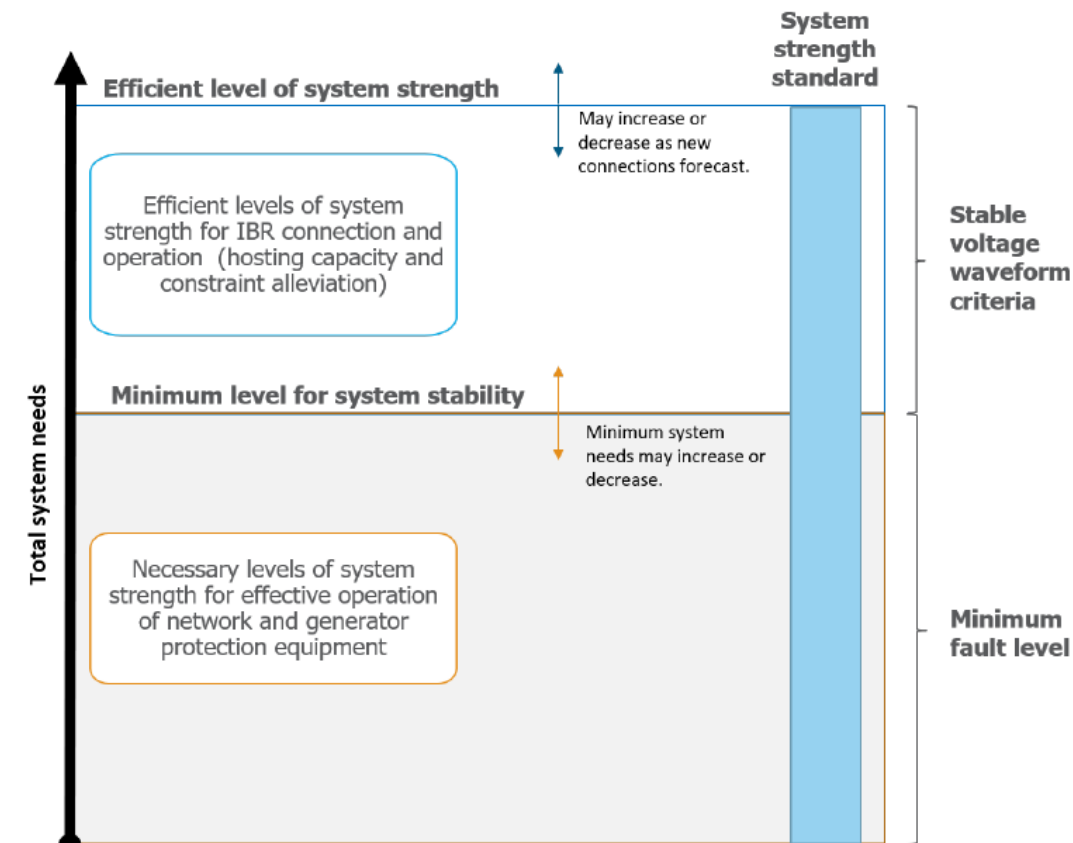 System
strength
standard
Efficient level of system strength
May increase or
decrease as new
connections forecast.
Efficient levels of system
strength for IBR connection and
operation (hosting capacity and
constraint alleviation)
Stable
voltage
waveform
criteria
Minimum level for system stability
Minimum system
needs may increase or
decrease.
Total system needs
Necessary levels of system
strength for effective operation
of network and generator
protection equipment
Minimum
fault level